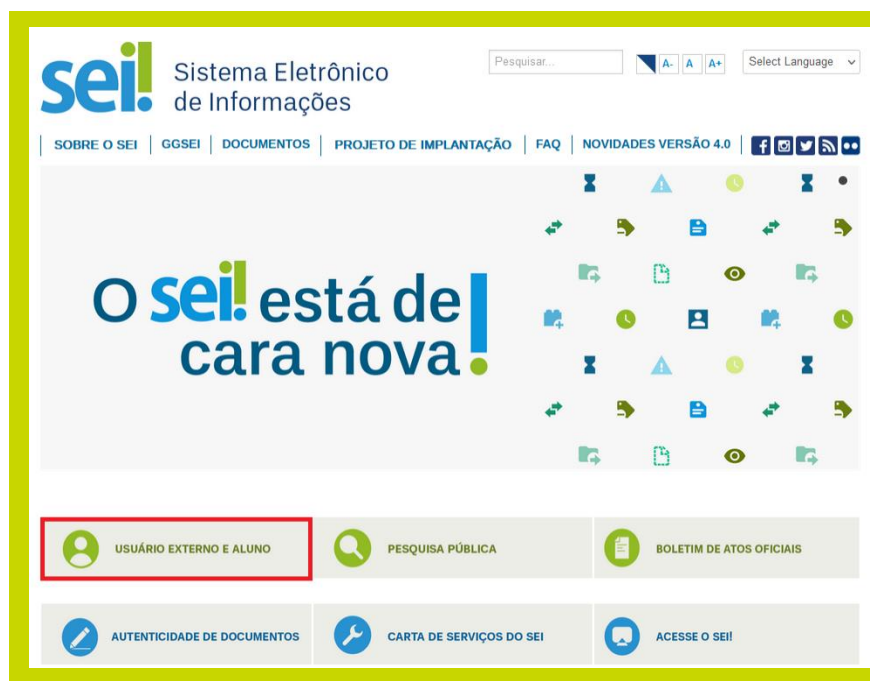 sei!
Sistema Eletrônico
de Informações
Pesquisar...
A-
A
A+
Select Language
SOBRE O SEI
GGSEI
DOCUMENTOS
PROJETO DE IMPLANTAÇÃO
FAQ
NOVIDADES VERSÃO 4.0
O sei! está de
cara nova!
USUÁRIO EXTERNO E ALUNO
PESQUISA PÚBLICA
BOLETIM DE ATOS OFICIAIS
AUTENTICIDADE DE DOCUMENTOS
CARTA DE SERVIÇOS DO SEI
ACESSE O SEI!